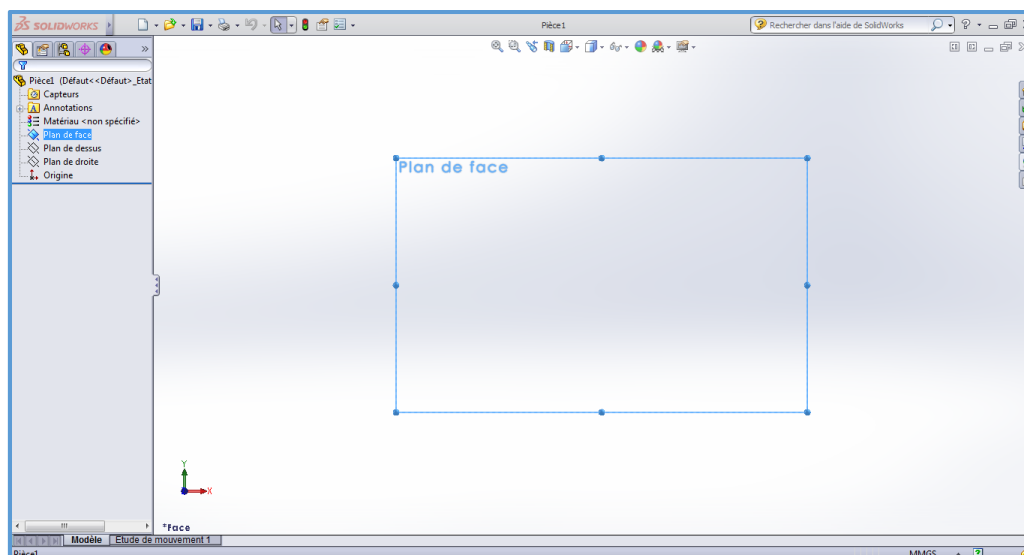 SOLIDWORKS
Pièce1
Rechercher dans l'aide de SolidWorks
Pièce1 (Défaut<<Défaut>_Etat
Capteurs
Annotations
Matériau <non spécifié>
Plan de face
Plan de dessus
Plan de droite
Origine
Plan de face
Y
X
*Face
Modèle
Etude de mouvement 1
Pièce1
MMGS